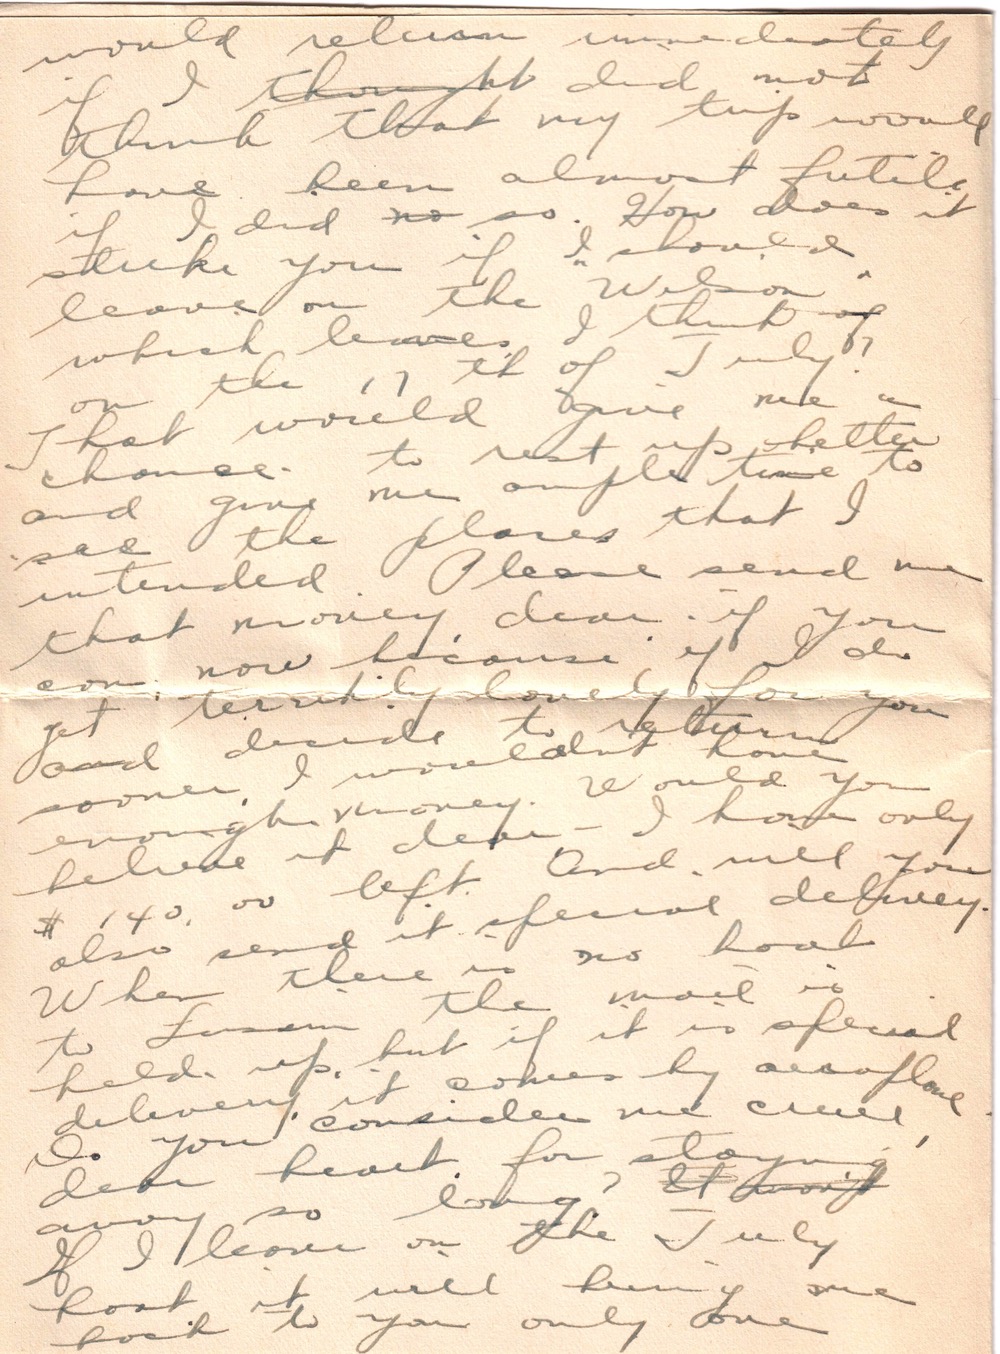 would return immediately
if I thought did not
think that my trip would
have been almost futile
if I did no so. How does it
strike you if I should
leave on the "Wilson"
which leaves I think of
on the 17 th of July?
That would give me a
chance to rest up better
and give me ample time to
see the places that I
intended Please send me
that money, dear. if you
can, now because if I do
get terribly lonely for you
and decide to return
sooner, I wouldn't have
enough money. Would you
believe it dear - I have only
$ 140.00 left. And will you
also send it special delivery.
When there is no boat
to the mail is
held up, but if it is special
delivery, it comes by aeroplane.
Do you consider me cruel,
dear heart, for staying
away so long? It won't
If I leave on the July
boat it will bring me
back to you only one